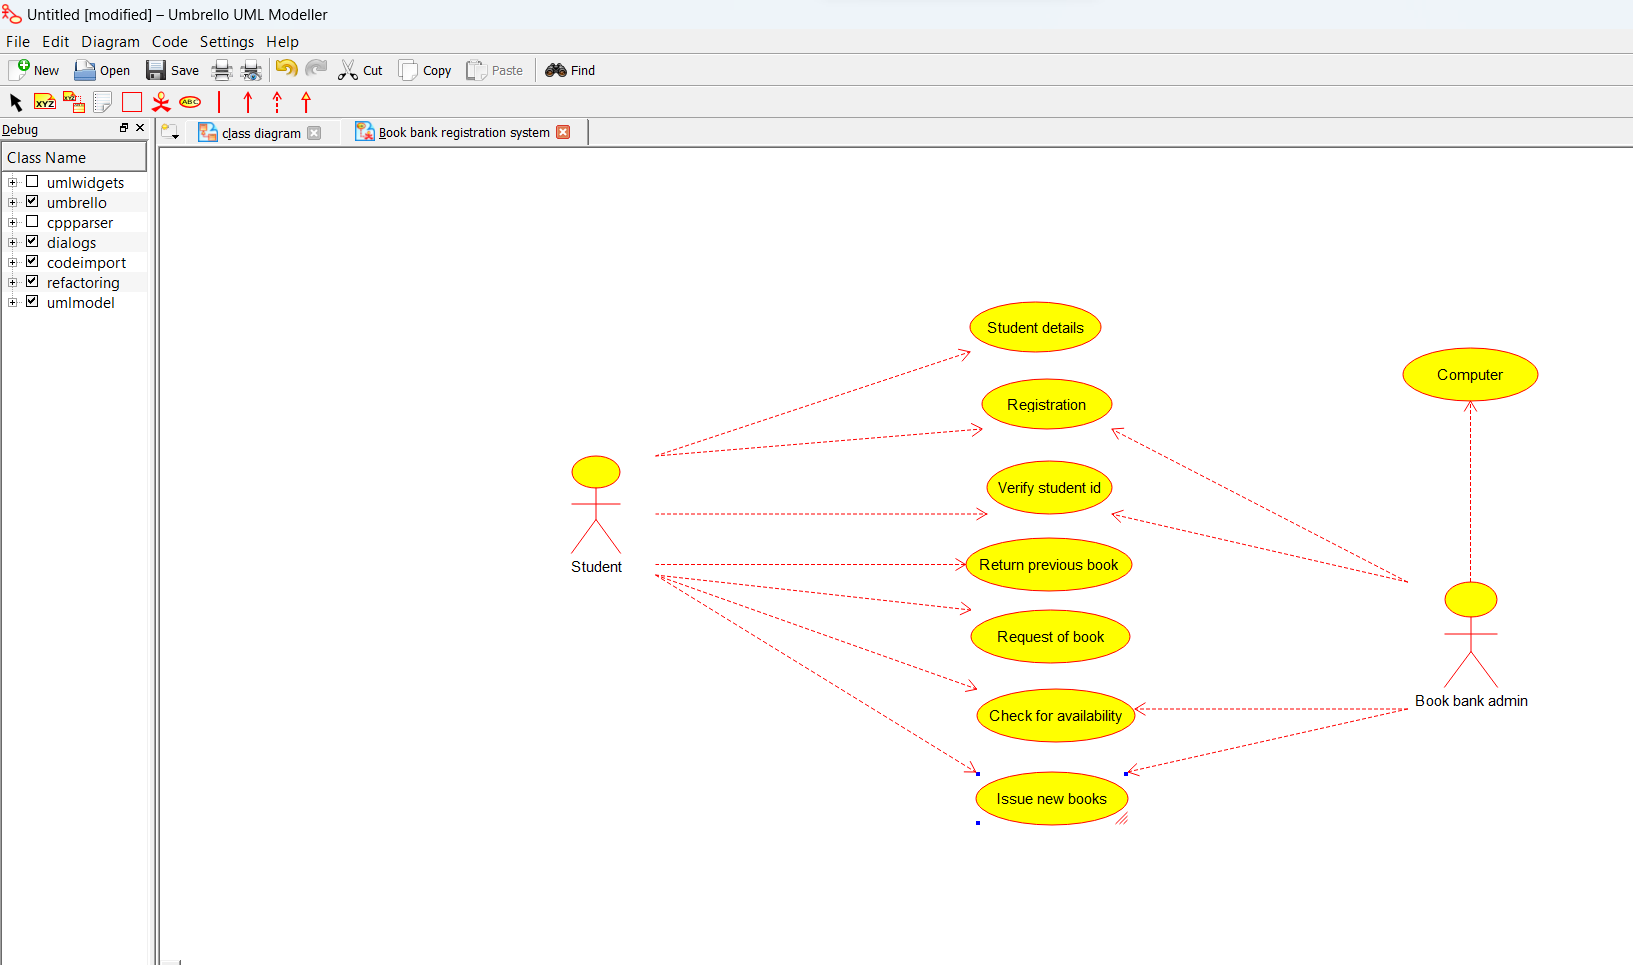 Untitled [modified] – Umbrello UML Modeller
File Edit Diagram Code Settings Help
New Open Save Cut Copy Paste Find
XYZ XYZ ABC
Debug
class diagram Book bank registration system
Class Name
umlwidgets
umbrello
cppparser
dialogs
codeimport
refactoring
umlmodel
Student details
Computer
Registration
Verify student id
Return previous book
Student
Request of book
Book bank admin
Check for availability
Issue new books